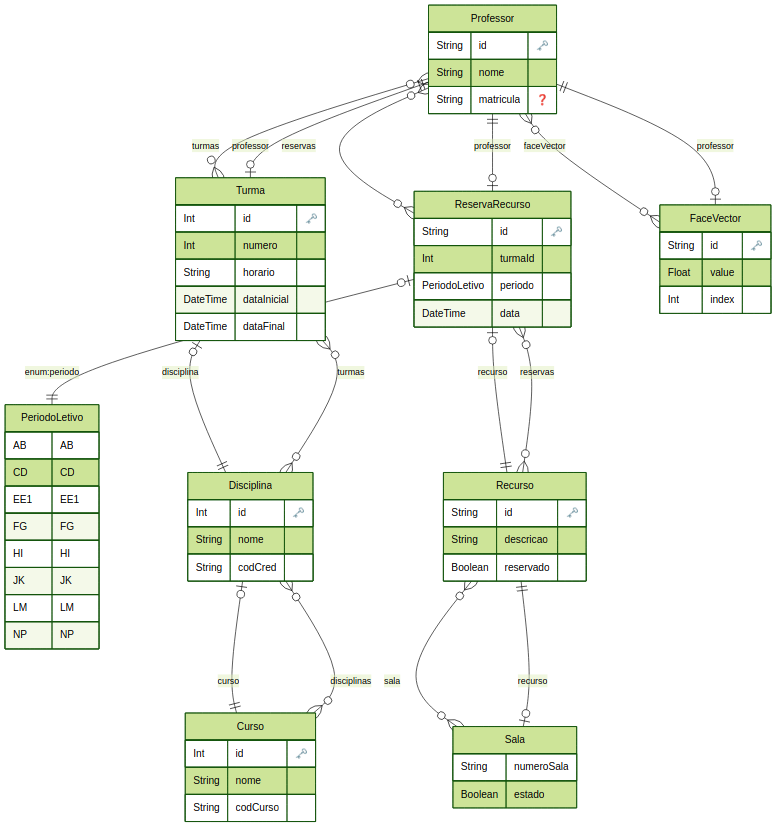 Professor
String id
String nome
String matricula ❓
turmas professor reservas professor faceVector professor
Turma
Int id
Int numero
String horario
DateTime dataInicial
DateTime dataFinal
ReservaRecurso
String id
Int turmaId
PeriodoLetivo periodo
DateTime data
FaceVector
String id
Float value
Int index
enum:periodo disciplina turmas recurso reservas
PeriodoLetivo
AB AB
CD CD
EE1 EE1
FG FG
HI HI
JK JK
LM LM
NP NP
Disciplina
Int id
String nome
String codCred
Recurso
String id
String descricao
Boolean reservado
curso disciplinas sala recurso
Curso
Int id
String nome
String codCurso
Sala
String numeroSala
Boolean estado